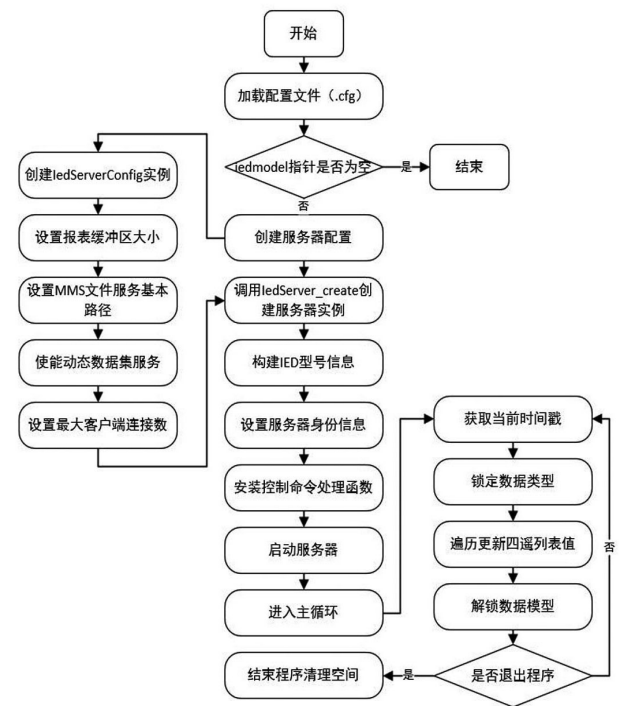 开始
加载配置文件（.cfg）
iedmodel指针是否为空
是
结束
否
创建服务器配置
创建IedServerConfig实例
设置报表缓冲区大小
设置MMS文件服务基本
路径
使能动态数据集服务
设置最大客户端连接数
调用IedServer_create创
建服务器实例
构建IED型号信息
设置服务器身份信息
安装控制命令处理函数
启动服务器
进入主循环
获取当前时间戳
锁定数据类型
遍历更新四遥列表值
解锁数据模型
是否退出程序
否
是
结束程序清理空间